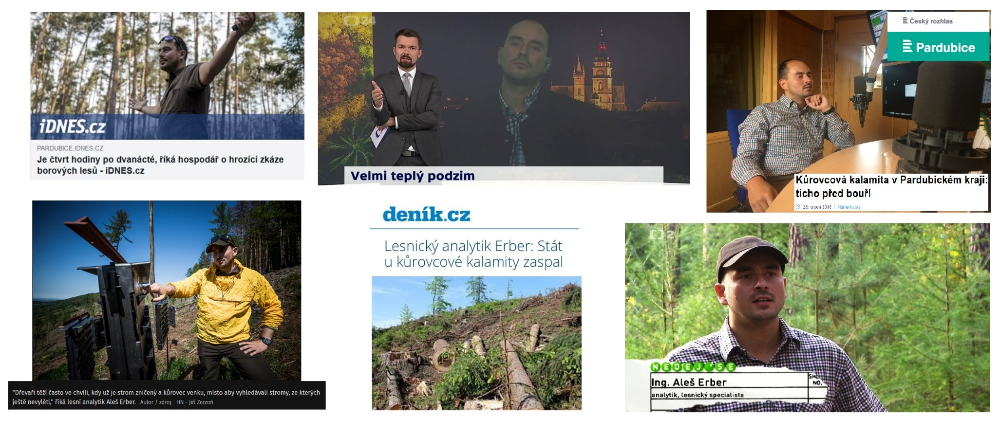 iDNES.cz
PARDUBICE.IDNES.CZ
Je čtvrt hodiny po dvanácté, říká hospodář o hrozící zkáze
borových lesů - iDNES.cz
24
Velmi teplý podzim
Český rozhlas
Pardubice
Kůrovcová kalamita v Pardubickém kraji:
ticho před bouří
28. srpen 2018 | Máme hosty
"Dřevaři těží často ve chvíli, kdy už je strom zničený a kůrovec venku, místo aby vyhledávali stromy, ze kterých
ještě nevylétl," říká lesní analytik Aleš Erber. Autor / zdroj: HN - Jiří Zerzoň
deník.cz
Lesnický analytik Erber: Stát
u kůrovcové kalamity zaspal
2
NEDEJ SE
Ing. Aleš Erber
NO.
analytik, lesnický specialista